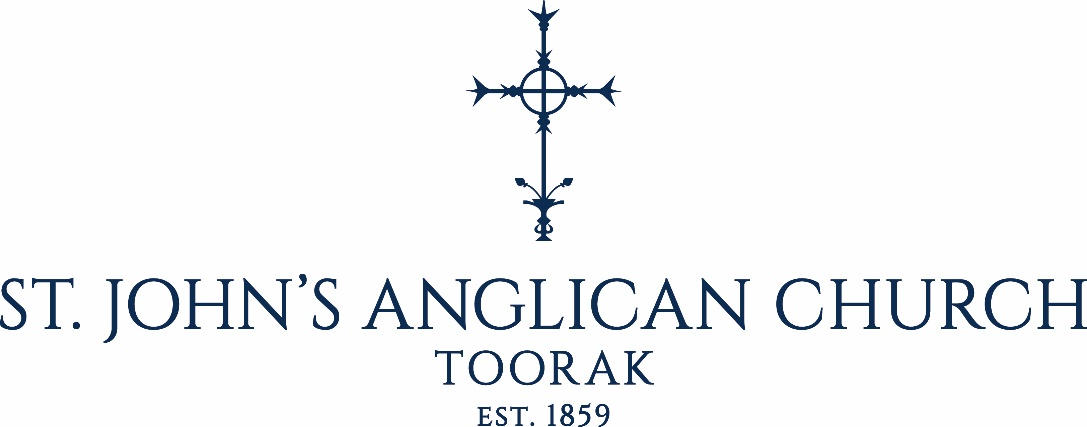 ST. JOHN'S ANGLICAN CHURCH
TOORAK
EST. 1859